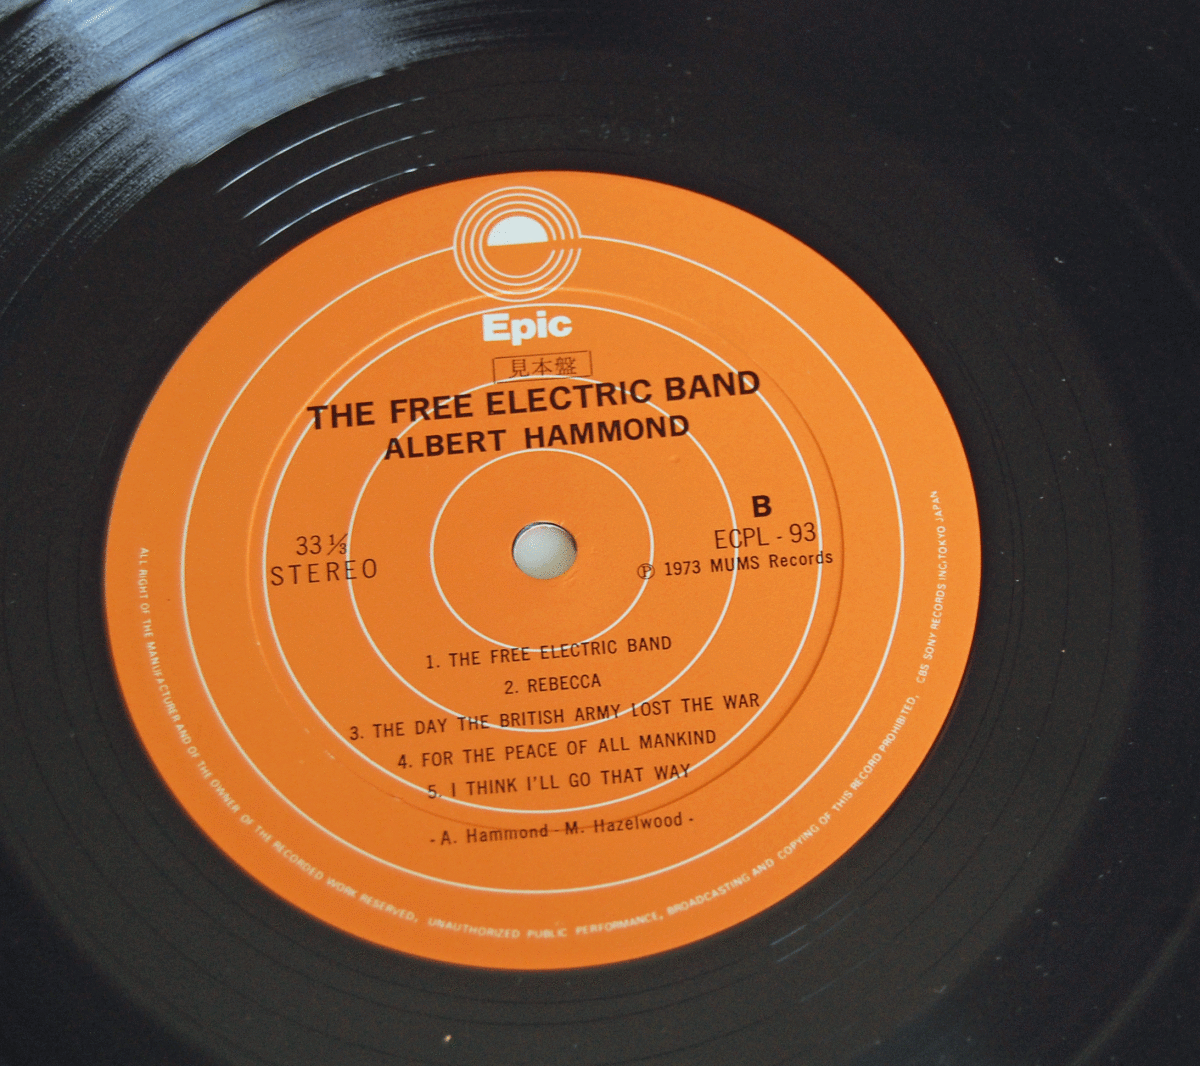 Epic
見本盤
THE FREE ELECTRIC BAND
ALBERT HAMMOND
33 ⅓
STEREO
B
ECPL - 93
Ⓟ 1973 MUMS Records
1. THE FREE ELECTRIC BAND
2. REBECCA
3. THE DAY THE BRITISH ARMY LOST THE WAR
4. FOR THE PEACE OF ALL MANKIND
5. I THINK I'LL GO THAT WAY
- A. Hammond - M. Hazelwood -
ALL RIGHT OF THE MANUFACTURER AND OF THE OWNER OF THE RECORDED WORK RESERVED, UNAUTHORIZED PUBLIC PERFORMANCE, BROADCASTING AND COPYING OF THIS RECORD PROHIBITED, CBS SONY RECORDS INC/TOKYO JAPAN